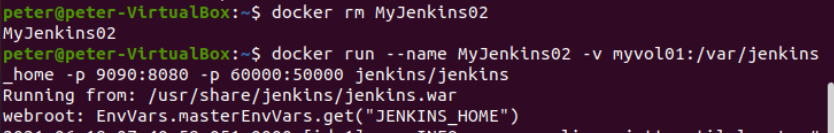 peter@peter-VirtualBox:~$ docker rm MyJenkins02
MyJenkins02
peter@peter-VirtualBox:~$ docker run --name MyJenkins02 -v myvol01:/var/jenkins
_home -p 9090:8080 -p 60000:50000 jenkins/jenkins
Running from: /usr/share/jenkins/jenkins.war
webroot: EnvVars.masterEnvVars.get("JENKINS_HOME")